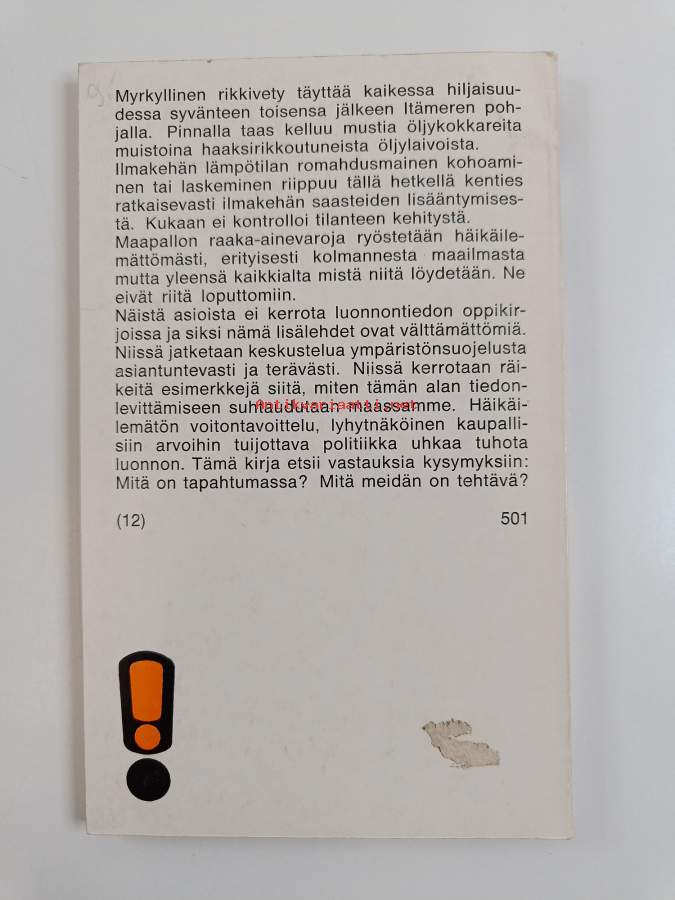 Myrkyllinen rikkivety täyttää kaikessa hiljaisuu-
dessa syvänteen toisensa jälkeen Itämeren poh-
jalla. Pinnalla taas kelluu mustia öljykokkareita
muistoina haaksirikkoutuneista öljylaivoista.
Ilmakehän lämpötilan romahdusmainen kohoami-
nen tai laskeminen riippuu tällä hetkellä kenties
ratkaisevasti ilmakehän saasteiden lisääntymises-
tä. Kukaan ei kontrolloi tilanteen kehitystä.
Maapallon raaka-ainevaroja ryöstetään häikäile-
mättömästi, erityisesti kolmannesta maailmasta
mutta yleensä kaikkialta mistä niitä löydetään. Ne
eivät riitä loputtomiin.
Näistä asioista ei kerrota luonnontiedon oppikir-
joissa ja siksi nämä lisälehdet ovat välttämättömiä.
Niissä jatketaan keskustelua ympäristönsuojelusta
asiantuntevasti ja terävästi. Niissä kerrotaan räi-
keitä esimerkkejä siitä, miten tämän alan tiedon-
levittämiseen suhtaudutaan maassamme. Häikäi-
Antikvariaatti.net
lemätön voitontavoittelu, lyhytnäköinen kaupalli-
siin arvoihin tuijottava politiikka uhkaa tuhota
luonnon. Tämä kirja etsii vastauksia kysymyksiin:
Mitä on tapahtumassa? Mitä meidän on tehtävä?
(12) 501